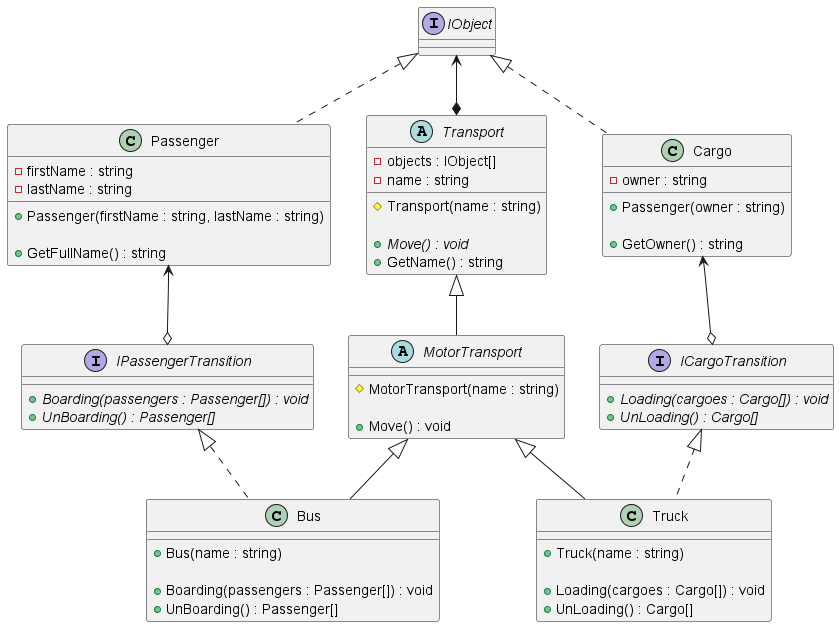 I IObject
C Passenger
firstName : string
lastName : string
Passenger(firstName : string, lastName : string)
GetFullName() : string
A Transport
objects : IObject[]
name : string
Transport(name : string)
Move() : void
GetName() : string
C Cargo
owner : string
Passenger(owner : string)
GetOwner() : string
I IPassengerTransition
Boarding(passengers : Passenger[]) : void
UnBoarding() : Passenger[]
A MotorTransport
MotorTransport(name : string)
Move() : void
I ICargoTransition
Loading(cargoes : Cargo[]) : void
UnLoading() : Cargo[]
C Bus
Bus(name : string)
Boarding(passengers : Passenger[]) : void
UnBoarding() : Passenger[]
C Truck
Truck(name : string)
Loading(cargoes : Cargo[]) : void
UnLoading() : Cargo[]